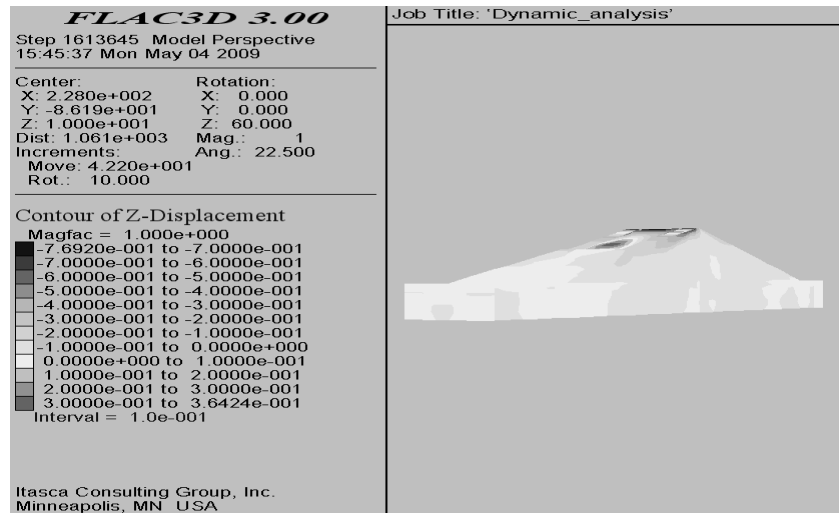 FLAC3D 3.00
Step 1613645 Model Perspective
15:45:37 Mon May 04 2009
Center:
X: 2.280e+002
Y: -8.619e+001
Z: 1.000e+001
Dist: 1.061e+003
Rotation:
X: 0.000
Y: 0.000
Z: 60.000
Mag.: 1
Ang.: 22.500
Increments:
Move: 4.220e+001
Rot.: 10.000
Contour of Z-Displacement
Magfac = 1.000e+000
-7.6920e-001 to -7.0000e-001
-7.0000e-001 to -6.0000e-001
-6.0000e-001 to -5.0000e-001
-5.0000e-001 to -4.0000e-001
-4.0000e-001 to -3.0000e-001
-3.0000e-001 to -2.0000e-001
-2.0000e-001 to -1.0000e-001
-1.0000e-001 to 0.0000e+000
0.0000e+000 to 1.0000e-001
1.0000e-001 to 2.0000e-001
2.0000e-001 to 3.0000e-001
3.0000e-001 to 3.6424e-001
Interval = 1.0e-001
Itasca Consulting Group, Inc.
Minneapolis, MN USA
Job Title: 'Dynamic_analysis'